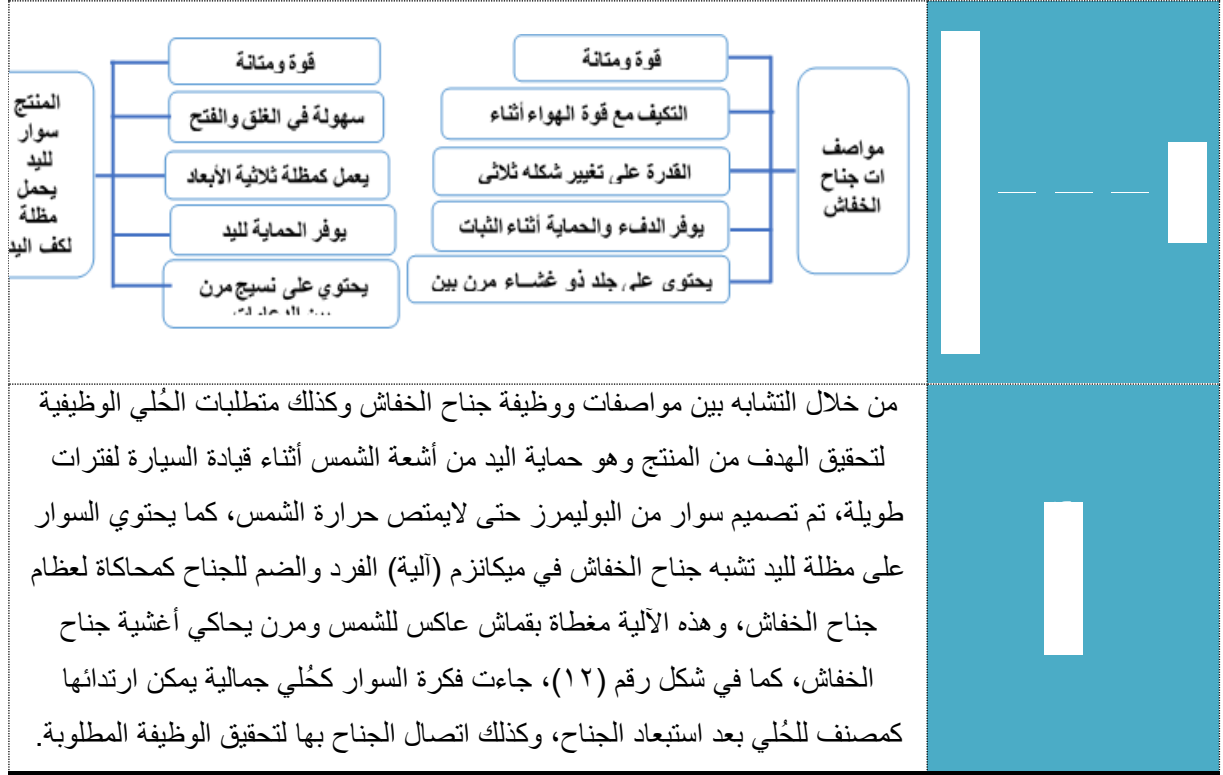 مواصف
ات جناح
الخفاش
قوة ومتانة
التكيف مع قوة الهواء أثناء
القدرة على تغيير شكله ثلاثى
يوفر الدفء والحماية أثناء الثبات
يحتوى على جلد ذو غشاء مرن بين
قوة ومتانة
سهولة في الغلق والفتح
يعمل كمظلة ثلاثية الأبعاد
يوفر الحماية لليد
يحتوي على نسيج مرن
بين الدعامات
المنتج
سوار
لليد
يحمل
مظلة
لكف اليد
من خلال التشابه بين مواصفات ووظيفة جناح الخفاش وكذلك متطلبات الحُلي الوظيفية
لتحقيق الهدف من المنتج وهو حماية اليد من أشعة الشمس أثناء قيادة السيارة لفترات
طويلة، تم تصميم سوار من البوليمرز حتى لايمتص حرارة الشمس، كما يحتوي السوار
على مظلة لليد تشبه جناح الخفاش في ميكانزم (آلية) الفرد والضم للجناح كمحاكاة لعظام
جناح الخفاش، وهذه الآلية مغطاة بقماش عاكس للشمس ومرن يحاكي أغشية جناح
الخفاش، كما في شكل رقم (١٢)، جاءت فكرة السوار كحُلي جمالية يمكن ارتدائها
كمصنف للحُلي بعد استبعاد الجناح، وكذلك اتصال الجناح بها لتحقيق الوظيفة المطلوبة.